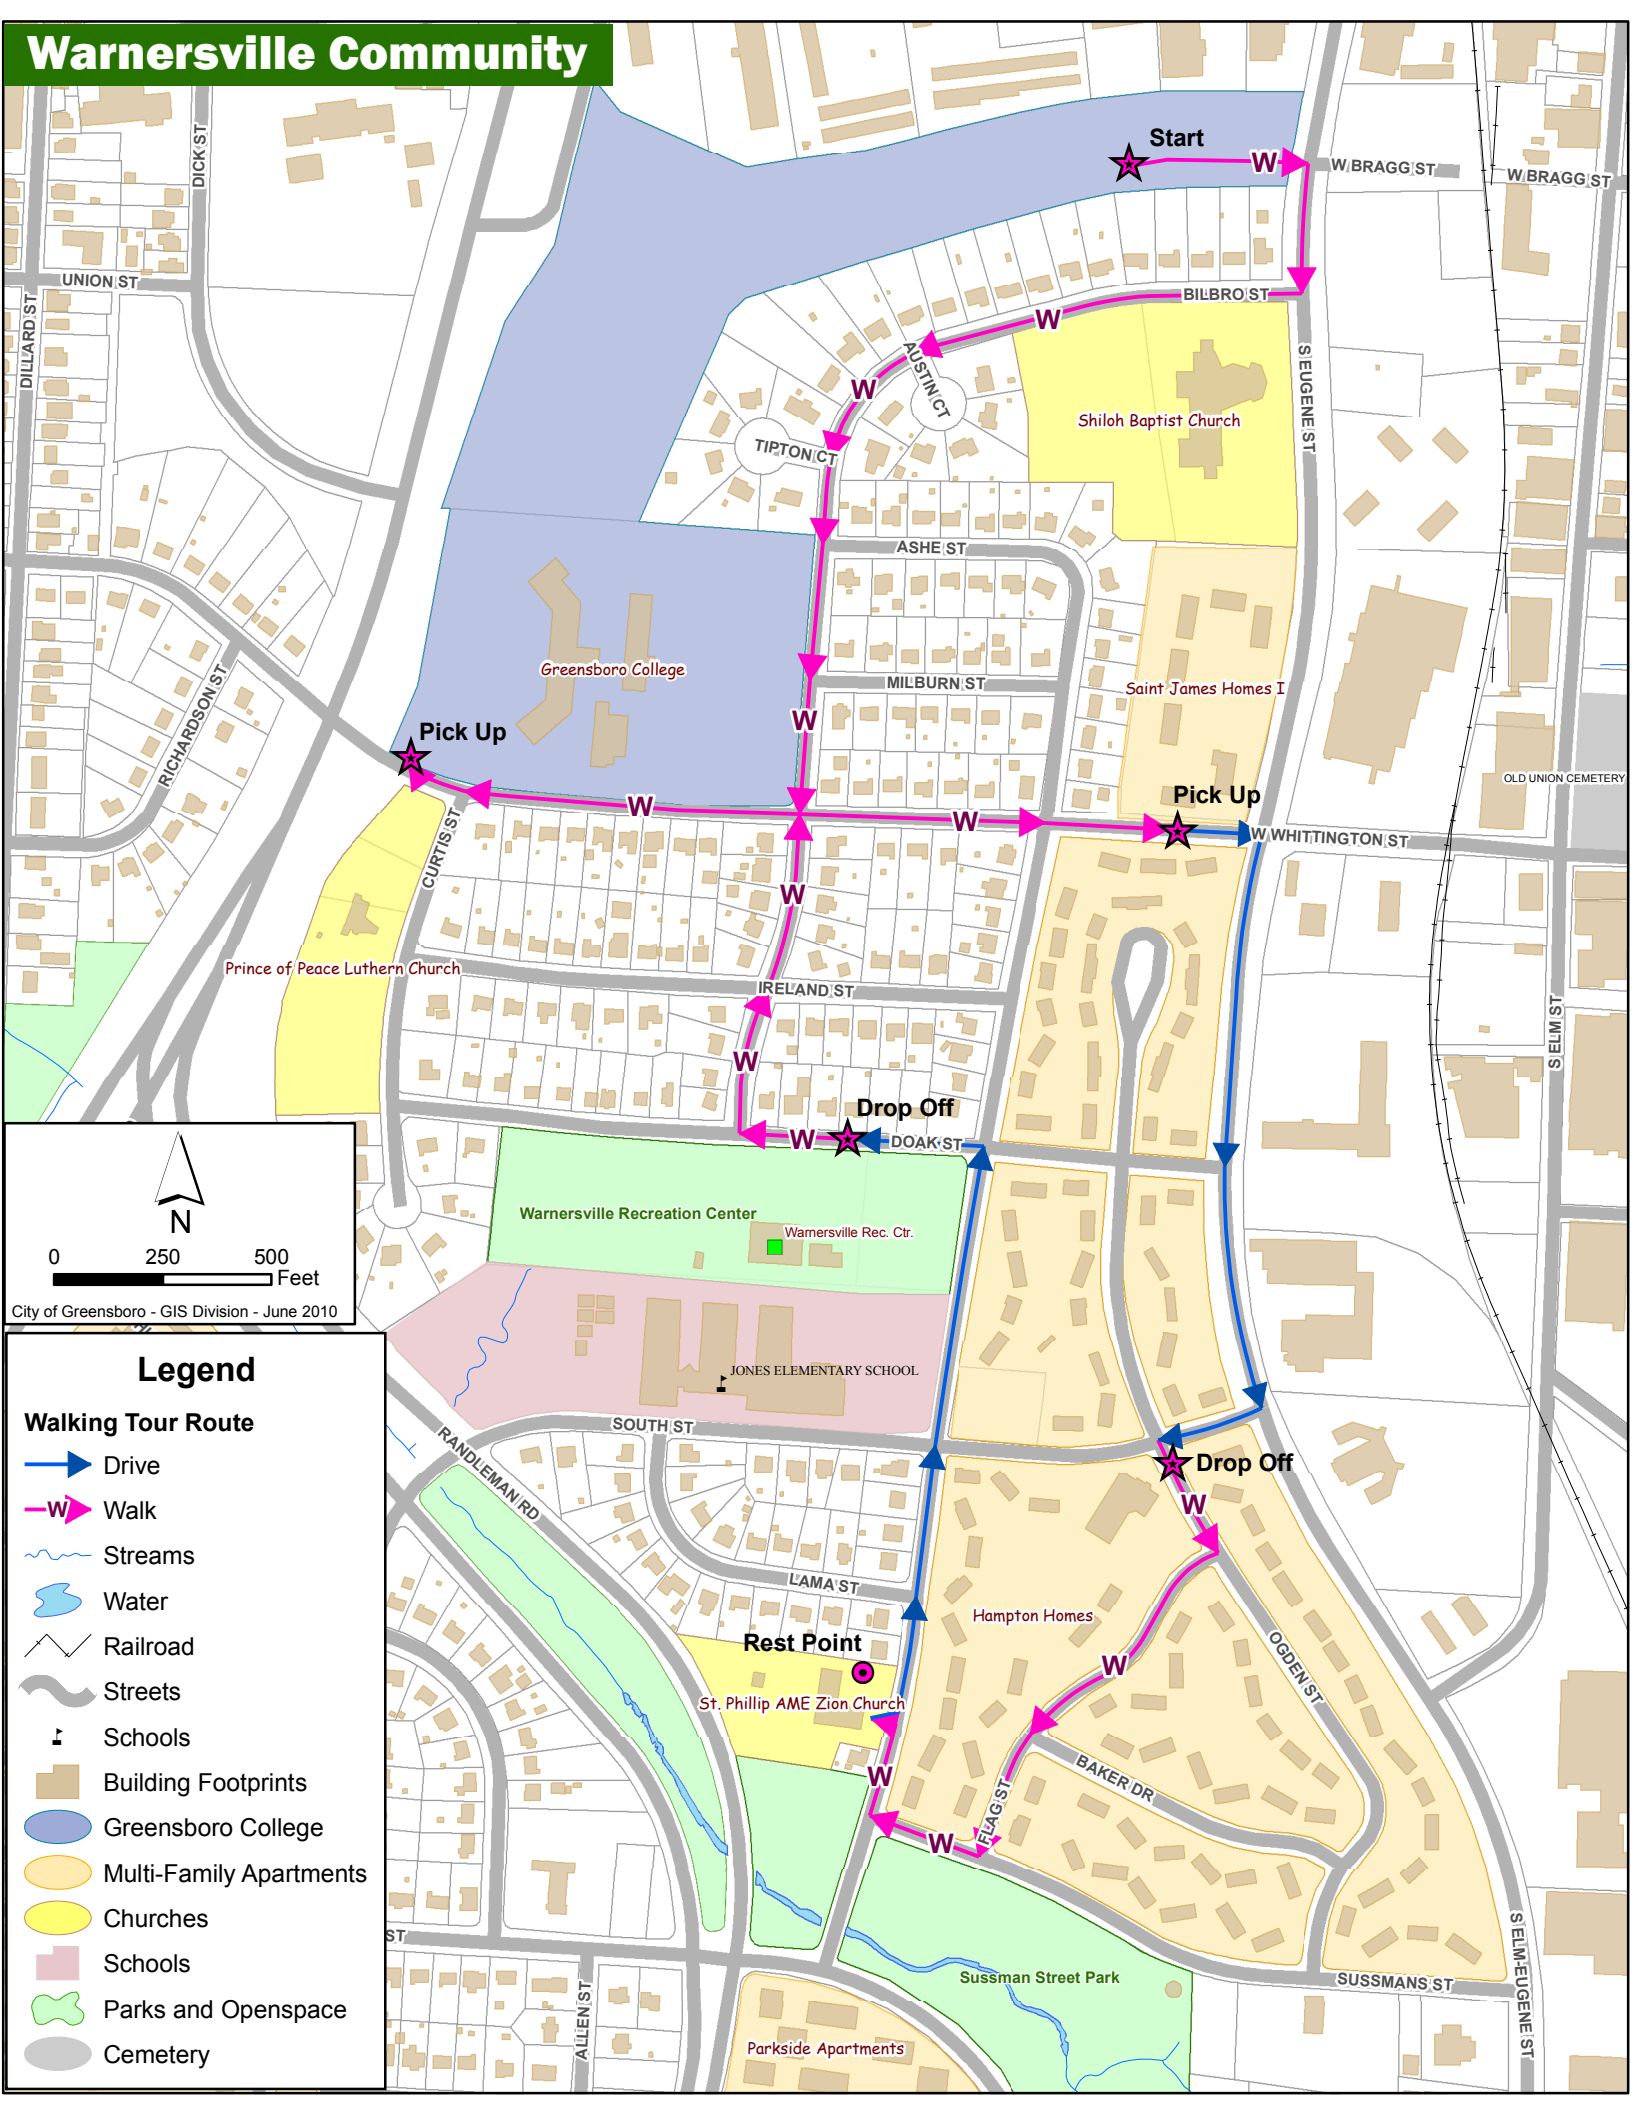 Warnersville Community
Start
W
W BRAGG ST
W BRAGG ST
DICK ST
UNION ST
DILLARD ST
BILBRO ST
W
AUSTIN CT
W
S EUGENE ST
Shiloh Baptist Church
TIPTON CT
ASHE ST
Greensboro College
MILBURN ST
Saint James Homes I
RICHARDSON ST
W
Pick Up
OLD UNION CEMETERY
Pick Up
W
W
W WHITTINGTON ST
CURTIS ST
W
Prince of Peace Luthern Church
IRELAND ST
S ELM ST
W
Drop Off
W
DOAK ST
Warnersville Recreation Center
Warnersville Rec. Ctr.
N
0 250 500
Feet
City of Greensboro - GIS Division - June 2010
JONES ELEMENTARY SCHOOL
SOUTH ST
RANDLEMAN RD
Drop Off
W
LAMA ST
Hampton Homes
Rest Point
OGDEN ST
W
St. Phillip AME Zion Church
W
BAKER DR
FLAG ST
W
ST
S ELM-EUGENE ST
Sussman Street Park
SUSSMANS ST
ALLEN ST
Parkside Apartments
Legend
Walking Tour Route
Drive
W Walk
Streams
Water
Railroad
Streets
Schools
Building Footprints
Greensboro College
Multi-Family Apartments
Churches
Schools
Parks and Openspace
Cemetery